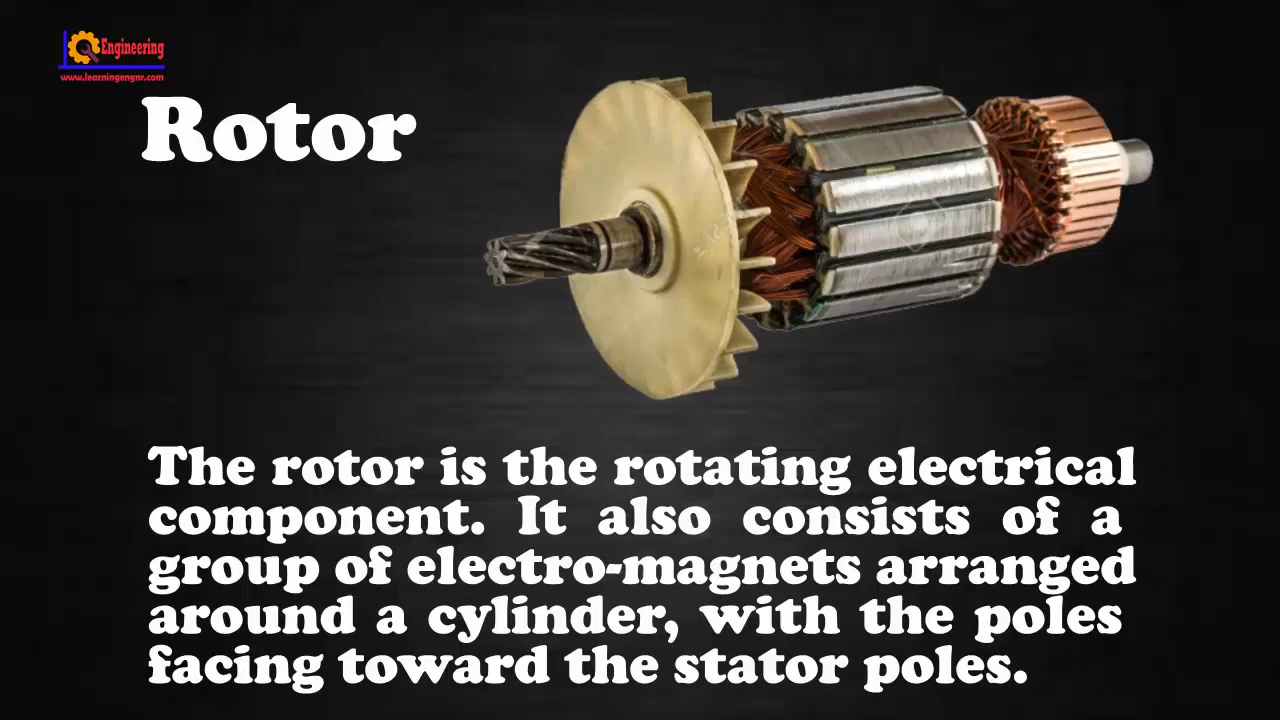 Engineering
www.learningengnr.com
Rotor
The rotor is the rotating electrical
component. It also consists of a
group of electro-magnets arranged
around a cylinder, with the poles
facing toward the stator poles.